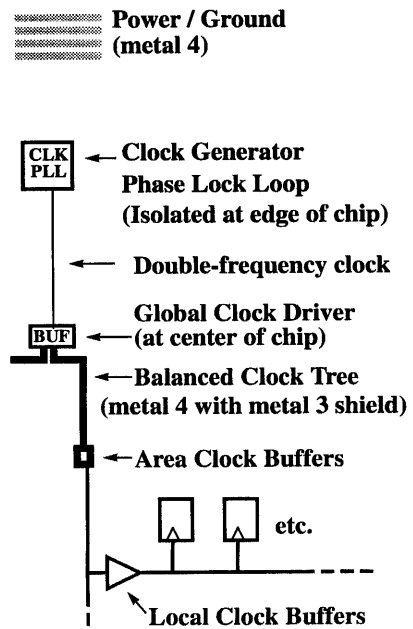 Power / Ground
(metal 4)
CLK
PLL
Clock Generator
Phase Lock Loop
(Isolated at edge of chip)
Double-frequency clock
BUF
Global Clock Driver
(at center of chip)
Balanced Clock Tree
(metal 4 with metal 3 shield)
Area Clock Buffers
etc.
Local Clock Buffers